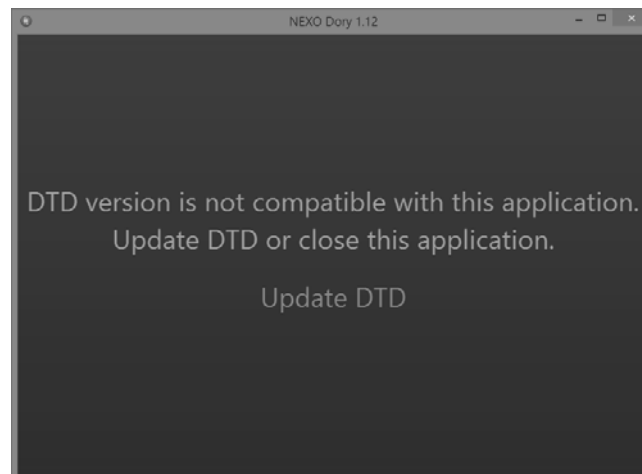 NEXO Dory 1.12
DTD version is not compatible with this application.
Update DTD or close this application.
Update DTD